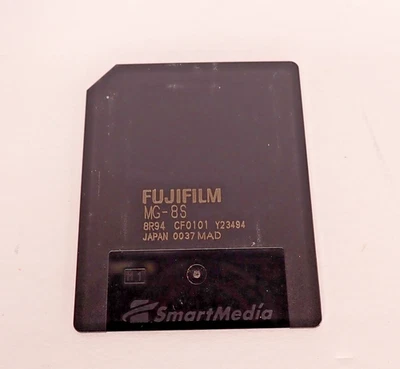 FUJIFILM
MG-8S
8R94 CF0101 Y23494
JAPAN 0037 MAD
SmartMedia